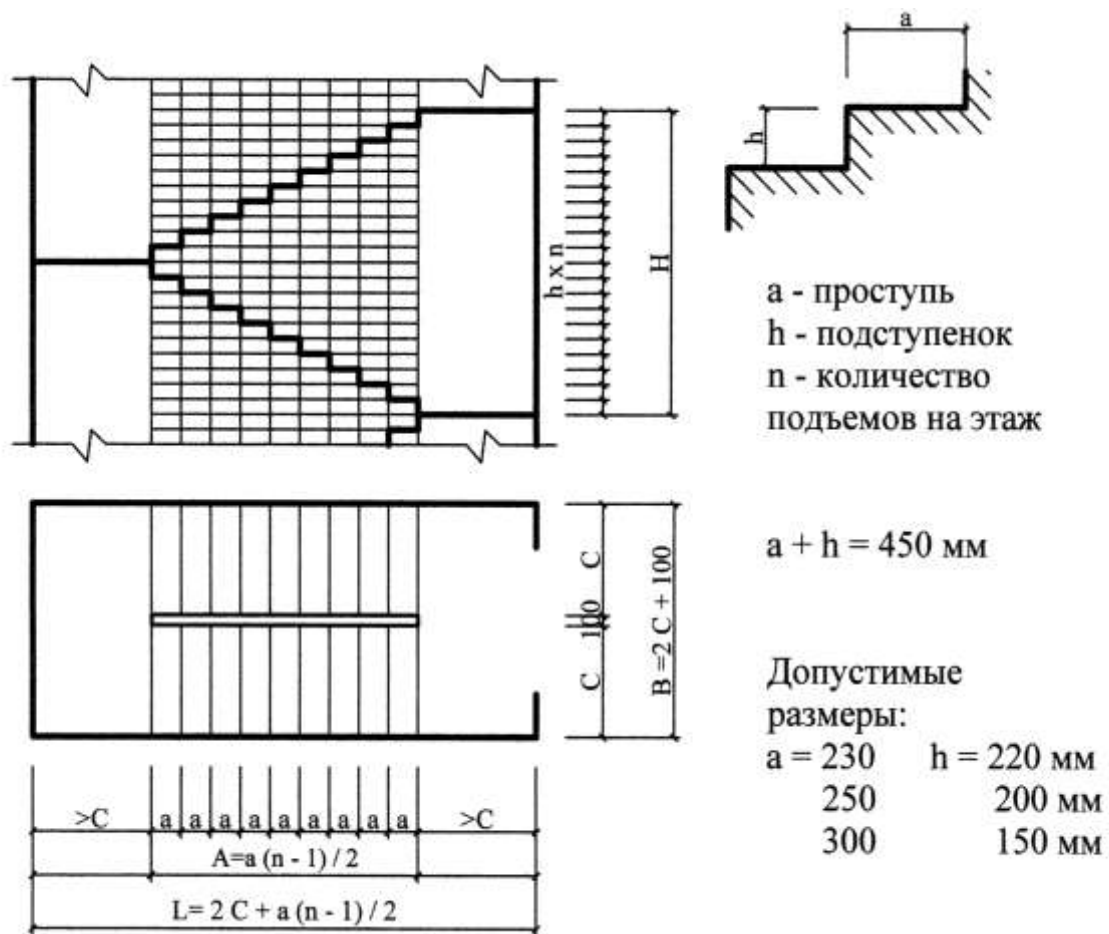 a
h
h x n
H
a - проступь
h - подступенок
n - количество
подъемов на этаж
a + h = 450 мм
C
100
C
B =2 C + 100
Допустимые
размеры:
a = 230 h = 220 мм
250 200 мм
300 150 мм
>C a a a a a a a a a >C
A=a (n - 1) / 2
L= 2 C + a (n - 1) / 2